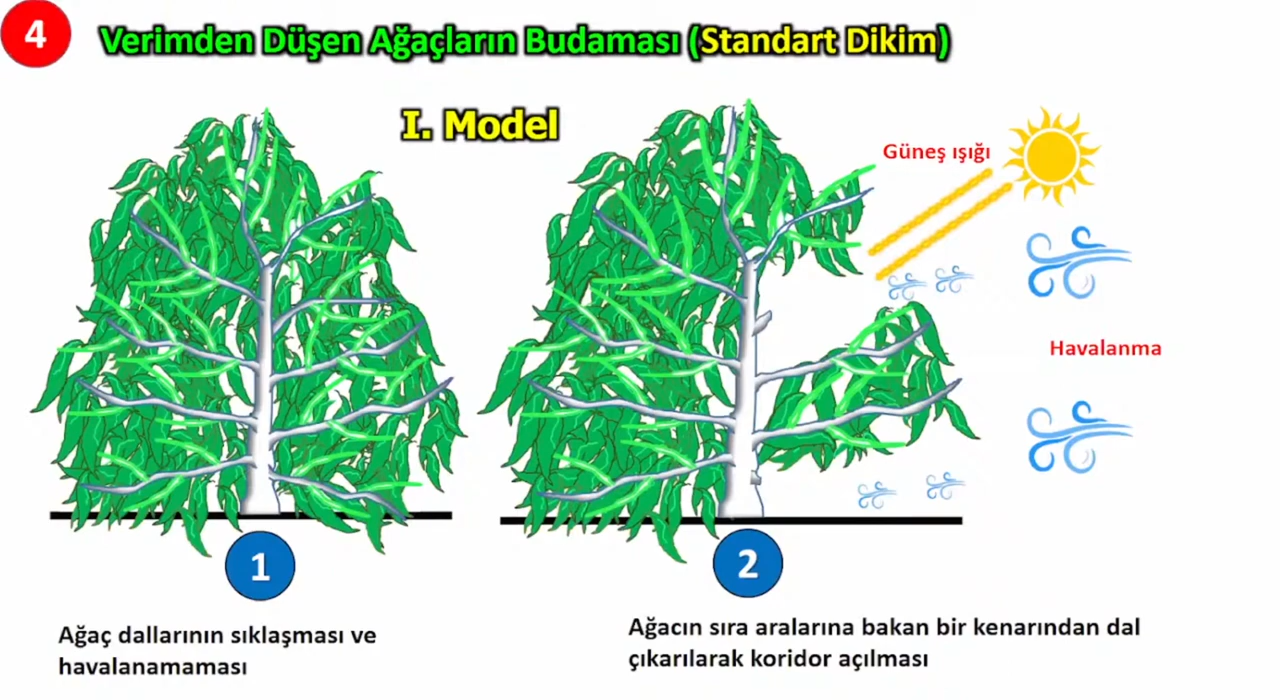 4
Verimden Düşen Ağaçların Budaması (Standart Dikim)
I. Model
Güneş ışığı
Havalanma
1
2
Ağaç dallarının sıklaşması ve
havalanamaması
Ağacın sıra aralarına bakan bir kenarından dal
çıkarılarak koridor açılması